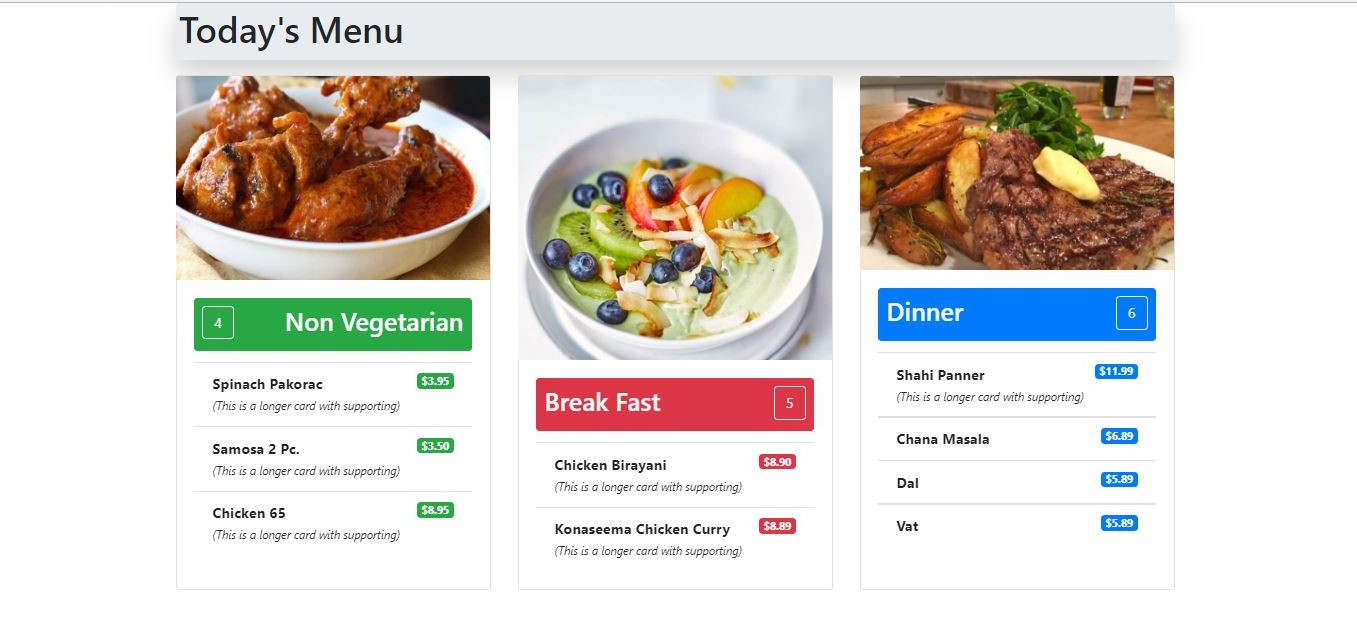 Today's Menu
4 Non Vegetarian
Spinach Pakorac $3.95
(This is a longer card with supporting)
Samosa 2 Pc. $3.50
(This is a longer card with supporting)
Chicken 65 $8.95
(This is a longer card with supporting)
Break Fast 5
Chicken Birayani $8.90
(This is a longer card with supporting)
Konaseema Chicken Curry $8.89
(This is a longer card with supporting)
Dinner 6
Shahi Panner $11.99
(This is a longer card with supporting)
Chana Masala $6.89
Dal $5.89
Vat $5.89